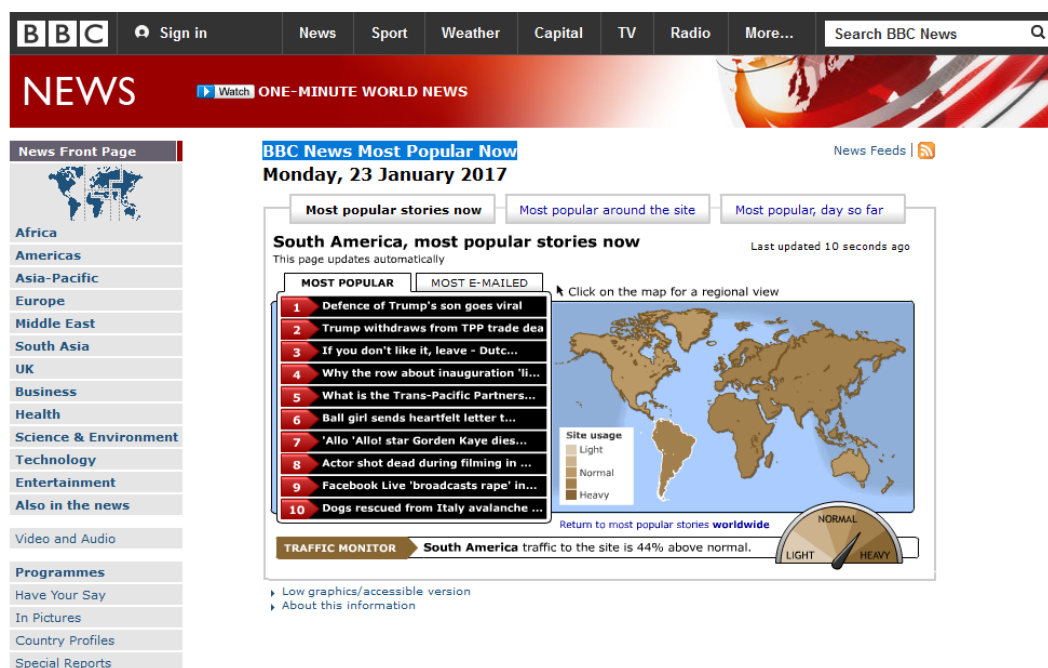 BBC Sign in News Sport Weather Capital TV Radio More... Search BBC News
NEWS Watch ONE-MINUTE WORLD NEWS
News Front Page
Africa
Americas
Asia-Pacific
Europe
Middle East
South Asia
UK
Business
Health
Science & Environment
Technology
Entertainment
Also in the news
Video and Audio
Programmes
Have Your Say
In Pictures
Country Profiles
Special Reports
BBC News Most Popular Now
News Feeds
Monday, 23 January 2017
Most popular stories now Most popular around the site Most popular, day so far
South America, most popular stories now
Last updated 10 seconds ago
This page updates automatically
MOST POPULAR MOST E-MAILED
Click on the map for a regional view
1 Defence of Trump's son goes viral
2 Trump withdraws from TPP trade dea
3 If you don't like it, leave - Dutc...
4 Why the row about inauguration 'li...
5 What is the Trans-Pacific Partners...
6 Ball girl sends heartfelt letter t...
7 'Allo 'Allo! star Gorden Kaye dies...
8 Actor shot dead during filming in ...
9 Facebook Live 'broadcasts rape' in...
10 Dogs rescued from Italy avalanche ...
Site usage
Light
Normal
Heavy
Return to most popular stories worldwide
TRAFFIC MONITOR South America traffic to the site is 44% above normal.
LIGHT NORMAL HEAVY
Low graphics/accessible version
About this information